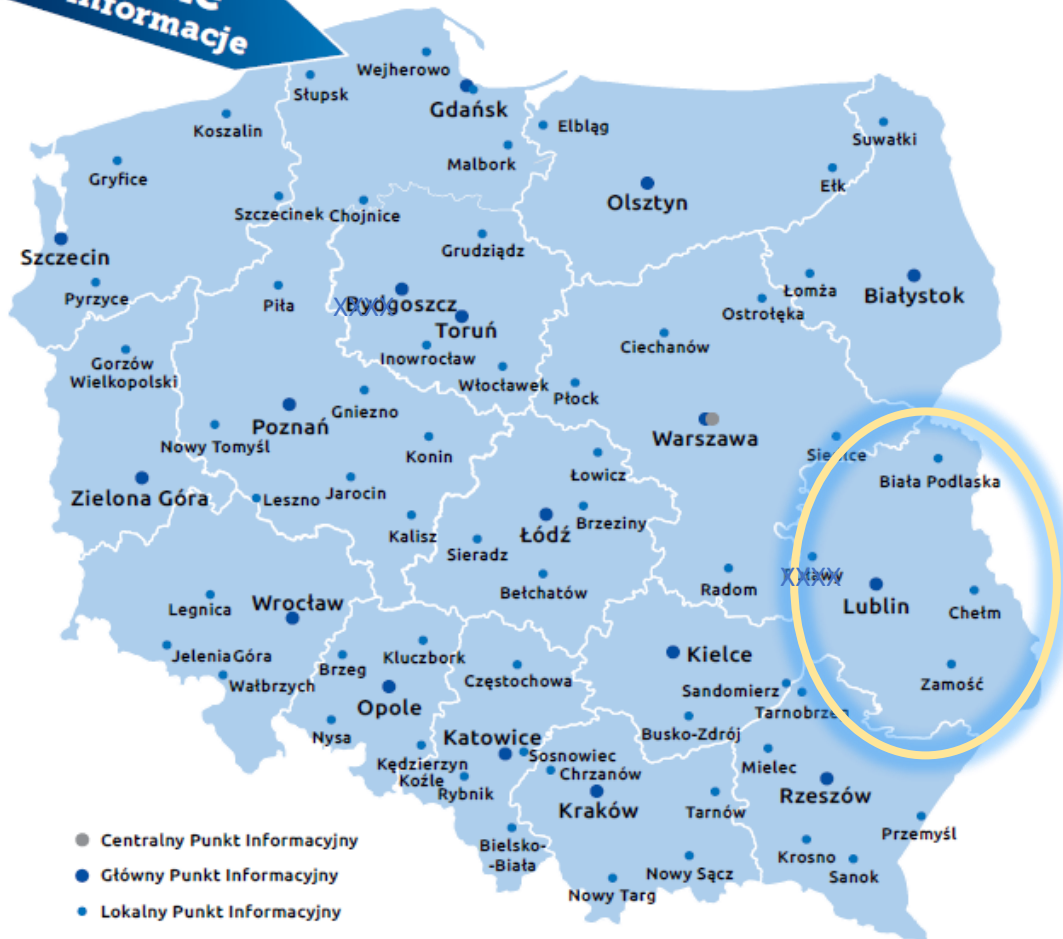 nformacje
Wejherowo
Słupsk
Gdańsk
Koszalin
Elbląg
Suwałki
Malbork
Gryfice
Ełk
Olsztyn
Szczecinek Chojnice
Grudziądz
Szczecin
Pyrzyce
Piła
XXXX
Bydgoszcz
Toruń
Łomża
Białystok
Ostrołęka
Ciechanów
Inowrocław
Gorzów
Wielkopolski
Włocławek
Płock
Gniezno
Poznań
Warszawa
Nowy Tomyśl
Konin
Siedlce
Łowicz
Biała Podlaska
Zielona Góra
Leszno
Jarocin
Brzeziny
Kalisz
Łódź
Sieradz
XXXX
Bełchatów
Radom
Lublin
Chełm
Legnica
Wrocław
Jelenia Góra
Brzeg
Kluczbork
Kielce
Wałbrzych
Częstochowa
Sandomierz
Zamość
Opole
Tarnobrzeg
Nysa
Katowice
Busko-Zdrój
Sosnowiec
Kędzierzyn
Koźle
Chrzanów
Mielec
Rybnik
Kraków
Tarnów
Rzeszów
Przemyśl
Centralny Punkt Informacyjny
Bielsko-
-Biała
Krosno
Główny Punkt Informacyjny
Nowy Sącz
Sanok
Nowy Targ
Lokalny Punkt Informacyjny